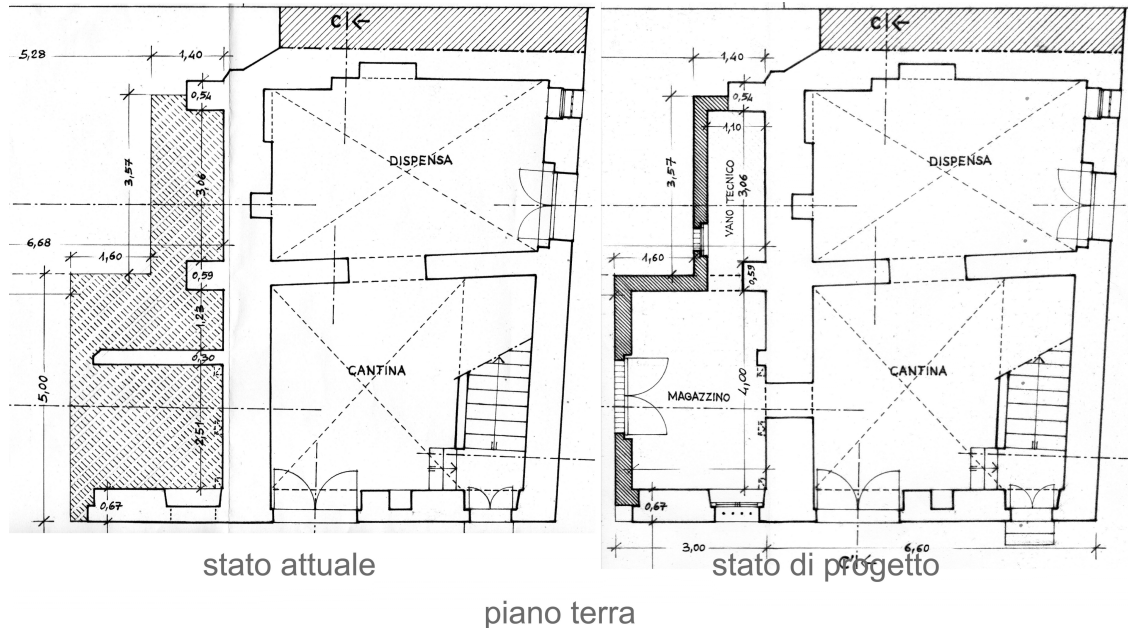 C
5,28
1,40
0,54
3,57
3,06
DISPENSA
6,68
1,60
0,59
1,23
0,30
CANTINA
5,00
2,51
0,67
stato attuale
C
1,40
0,54
1,10
3,57
VANO TECNICO
3,06
DISPENSA
1,60
0,59
4,00
MAGAZZINO
CANTINA
0,67
3,00
6,60
C'
stato di progetto
piano terra